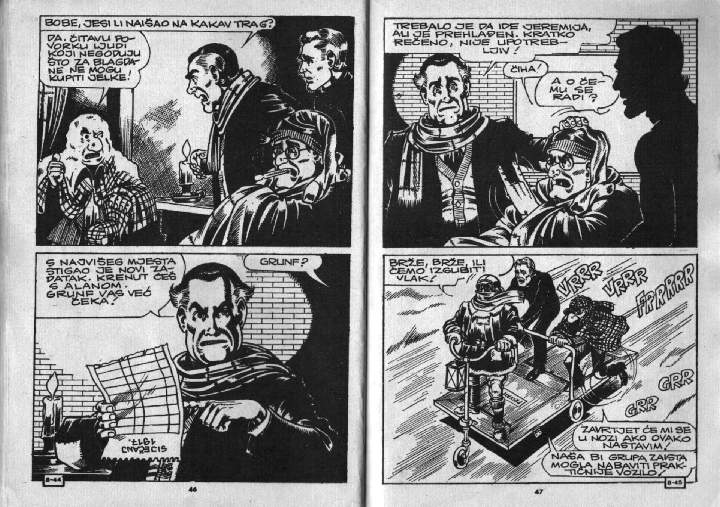 BOBE, JESI LI NAIŠAO NA KAKAV TRAG?
DA. ČITAVU PO-
VORKU LJUDI
KOJI NEGODUJU
ŠTO ZA BLAGDA-
NE NE MOGU
KUPITI JELKE!
S NAJVIŠEG MJESTA
STIGAO JE NOVI ZA-
DATAK. KRENUT ĆEŠ
S ALANOM.
GRUNF VAS VEĆ
ČEKA!
GRUNF?
SIJEČANJ
1917.
B-44
46
TREBALO JE DA IDE JEREMIJA,
ALI JE PREHLAĐEN. KRATKO
REČENO, NIJE UPOTREB-
LJIV!
ČIHA!
A O ČE-
MU SE
RADI?
BRŽE, BRŽE, ILI
ĆEMO IZGUBITI
VLAK!
VRRR
VRRR
FRRRRR
GRR
GRR
ZAVRTJET ĆE MI SE
U NOZI AKO OVAKO
NASTAVIM!
NAŠA BI GRUPA ZAISTA
MOGLA NABAVITI PRAK-
TIČNIJE VOZILO!
47
B-45